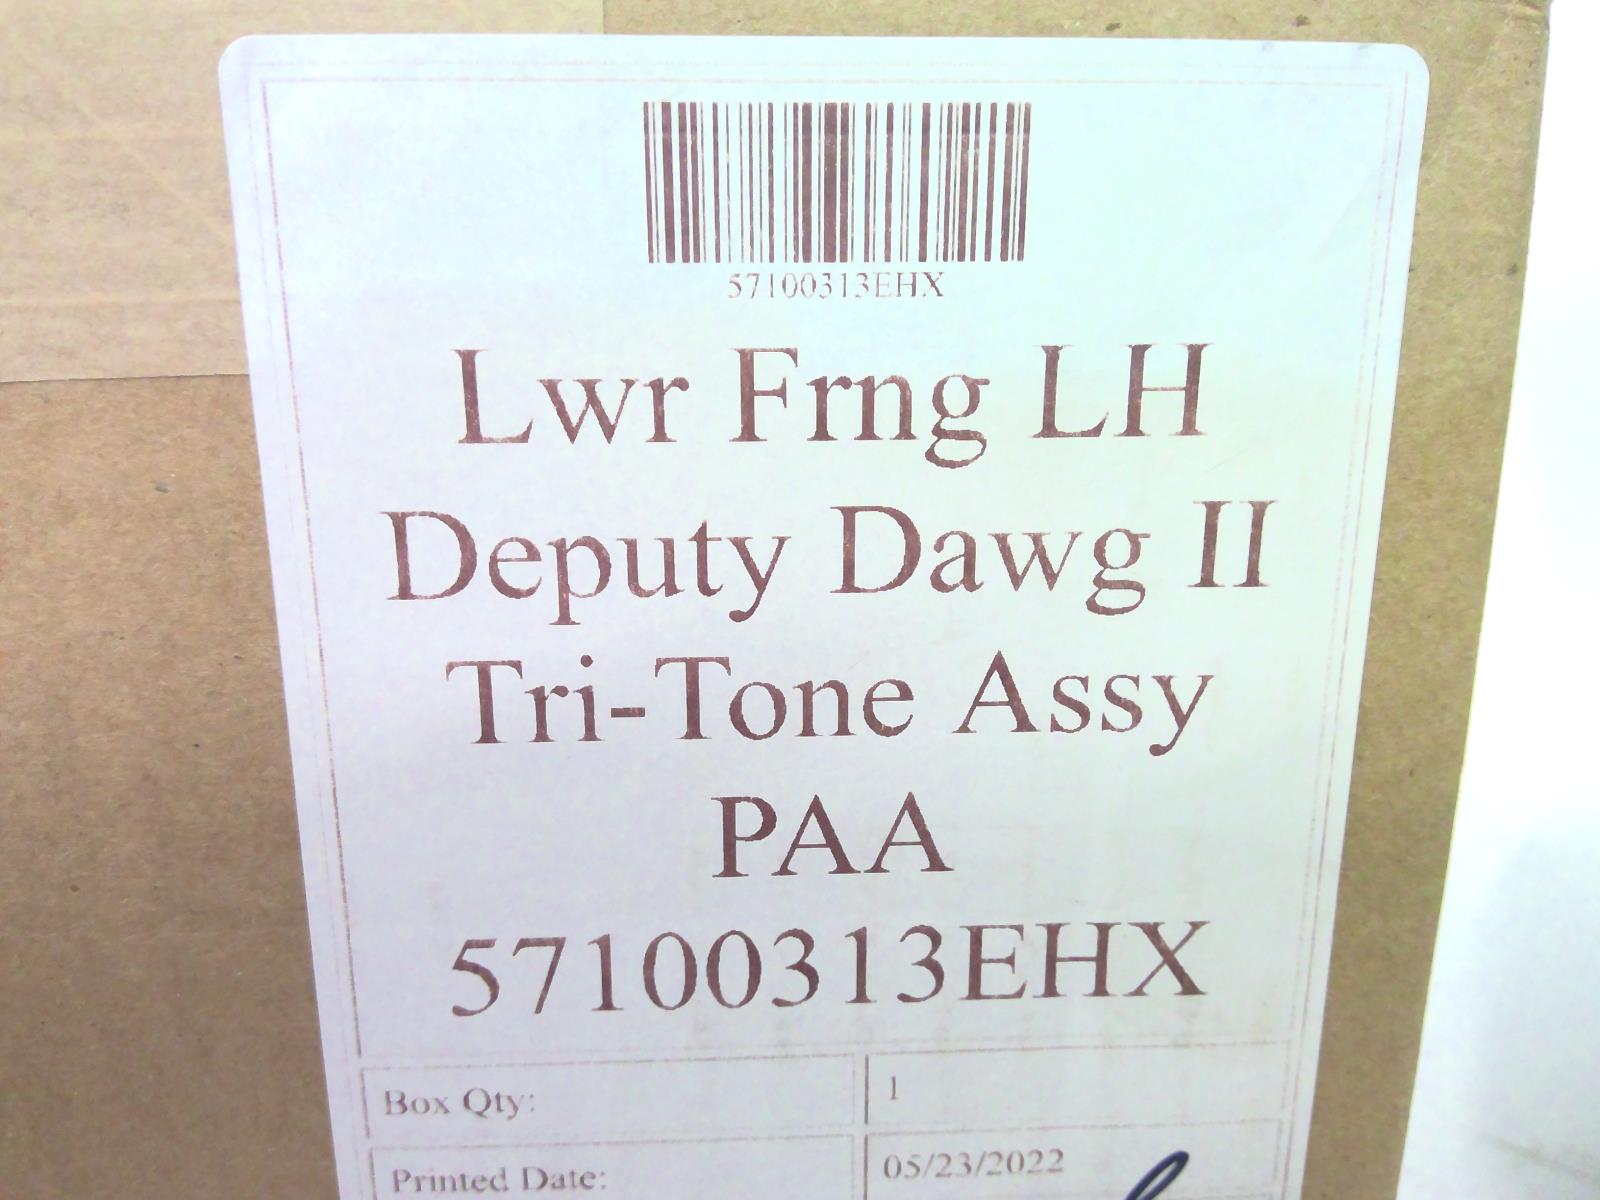 57100313EHX
Lwr Frng LH
Deputy Dawg II
Tri-Tone Assy
PAA
57100313EHX
Box Qty: 1
Printed Date: 05/23/2022